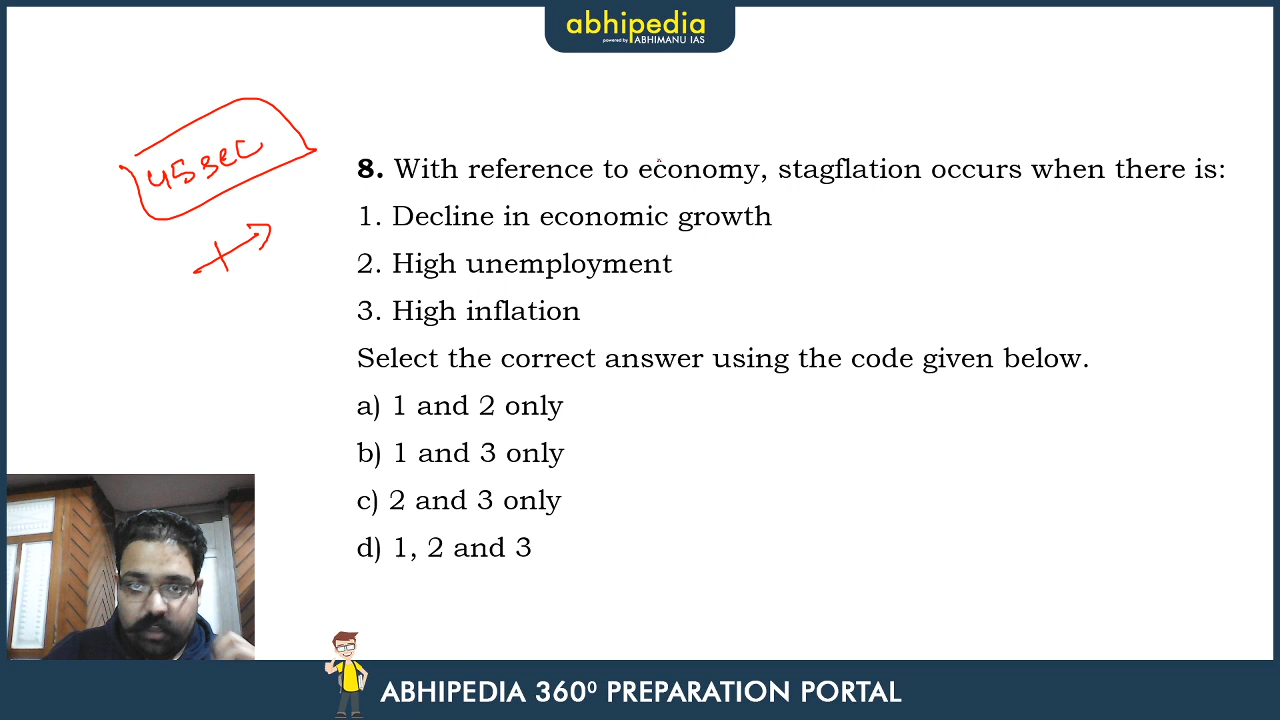 abhipedia
powered by ABHIMANU IAS
45 sec
8. With reference to economy, stagflation occurs when there is:
1. Decline in economic growth
2. High unemployment
3. High inflation
Select the correct answer using the code given below.
a) 1 and 2 only
b) 1 and 3 only
c) 2 and 3 only
d) 1, 2 and 3
ABHIPEDIA 360⁰ PREPARATION PORTAL